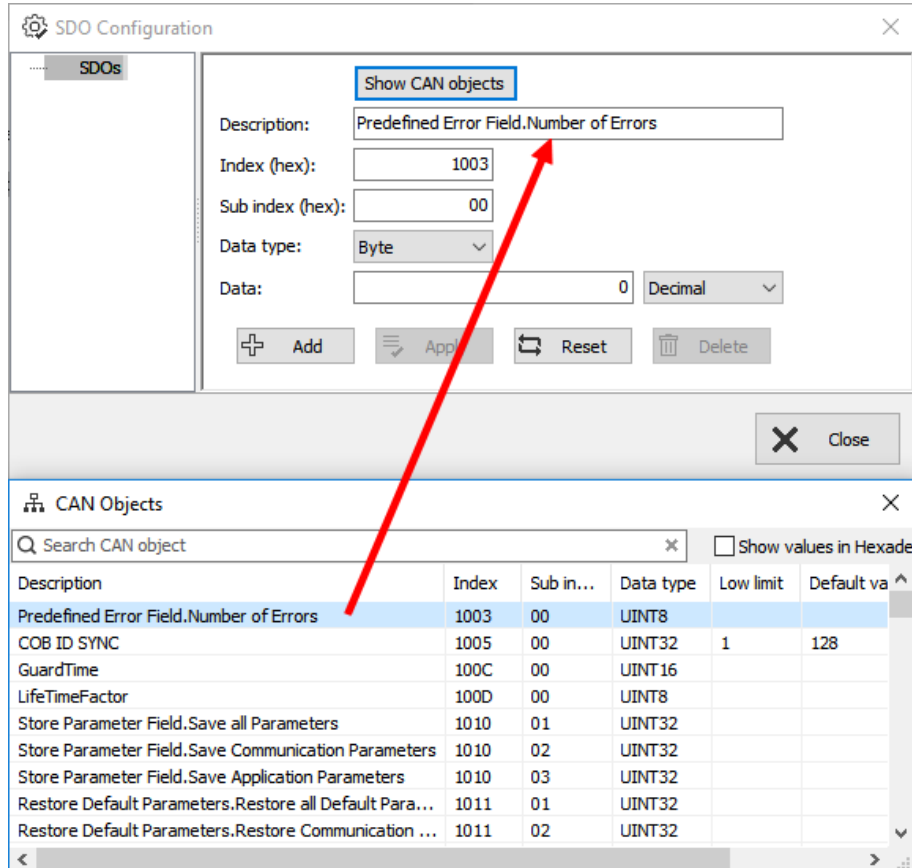 SDO Configuration
SDOs
Show CAN objects
Description: Predefined Error Field.Number of Errors
Index (hex): 1003
Sub index (hex): 00
Data type: Byte
Data: 0 Decimal
Add Reset Delete
Close
CAN Objects
Search CAN object Show values in Hexade
Description Index Sub in... Data type Low limit Default va
Predefined Error Field.Number of Errors 1003 00 UINT8
COB ID SYNC 1005 00 UINT32 1 128
GuardTime 100C 00 UINT16
LifeTimeFactor 100D 00 UINT8
Store Parameter Field.Save all Parameters 1010 01 UINT32
Store Parameter Field.Save Communication Parameters 1010 02 UINT32
Store Parameter Field.Save Application Parameters 1010 03 UINT32
Restore Default Parameters.Restore all Default Para... 1011 01 UINT32
Restore Default Parameters.Restore Communication ... 1011 02 UINT32